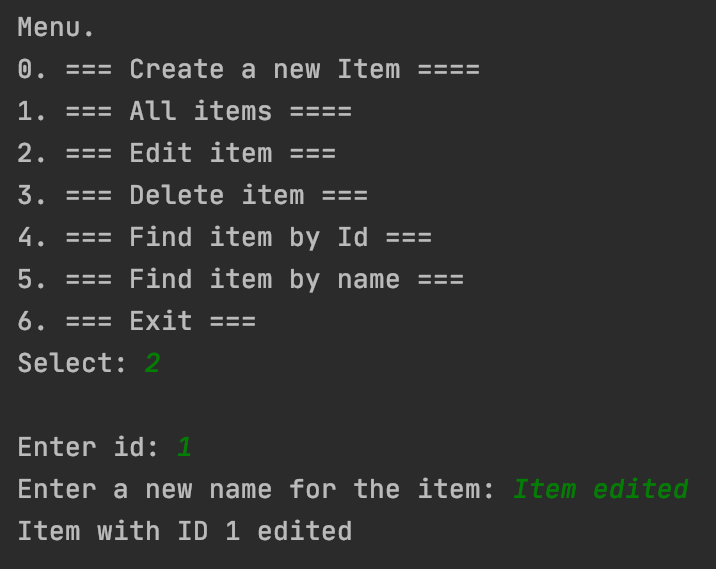 Menu.
0. === Create a new Item ====
1. === All items ====
2. === Edit item ===
3. === Delete item ===
4. === Find item by Id ===
5. === Find item by name ===
6. === Exit ===
Select: 2
Enter id: 1
Enter a new name for the item: Item edited
Item with ID 1 edited